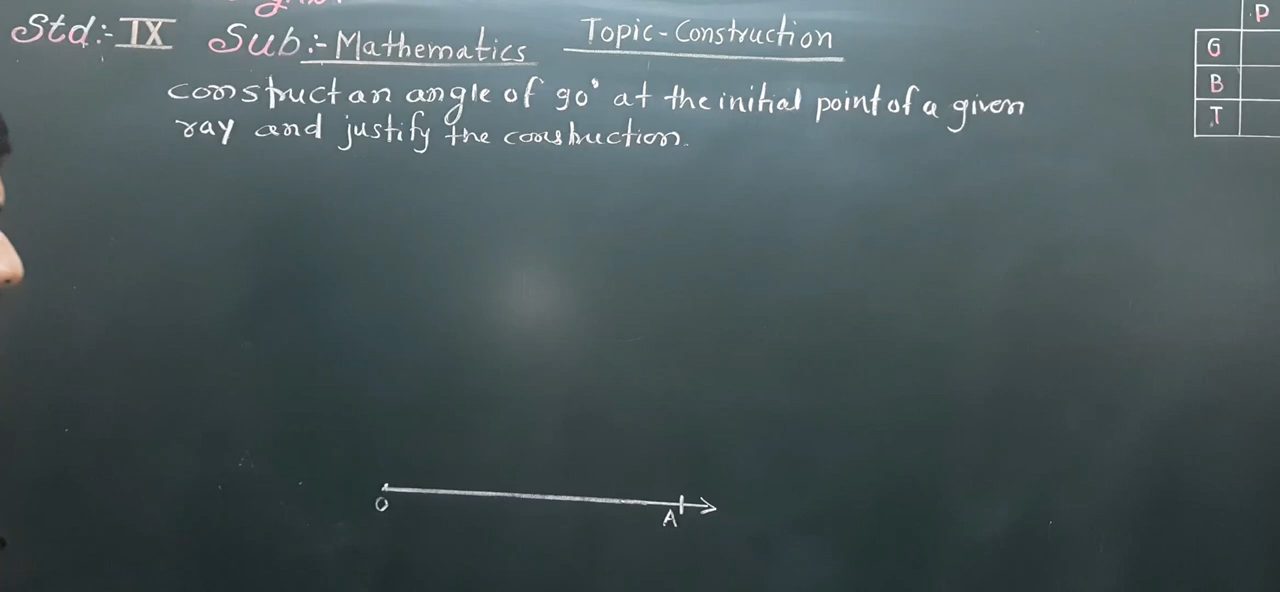 Std:- IX Sub:- Mathematics Topic - Construction
construct an angle of 90° at the initial point of a given
ray and justify the construction.
P
G
B
T
O
A